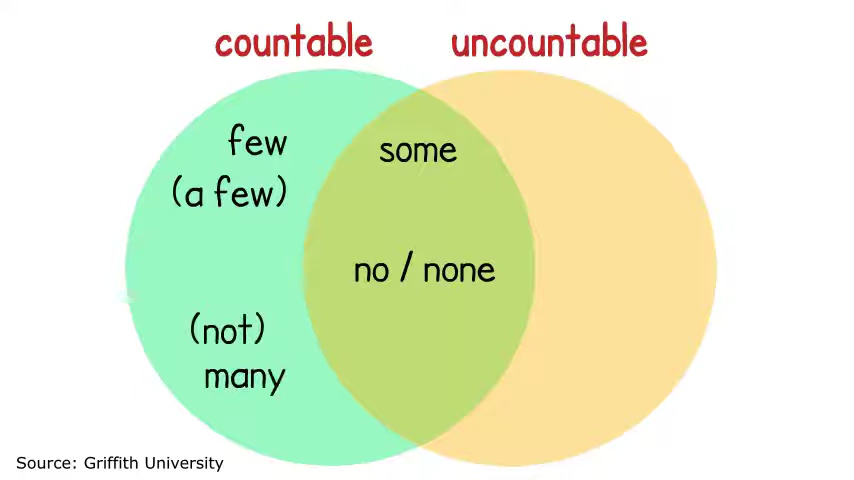 countable
uncountable
few
(a few)
(not)
many
some
no / none
Source: Griffith University